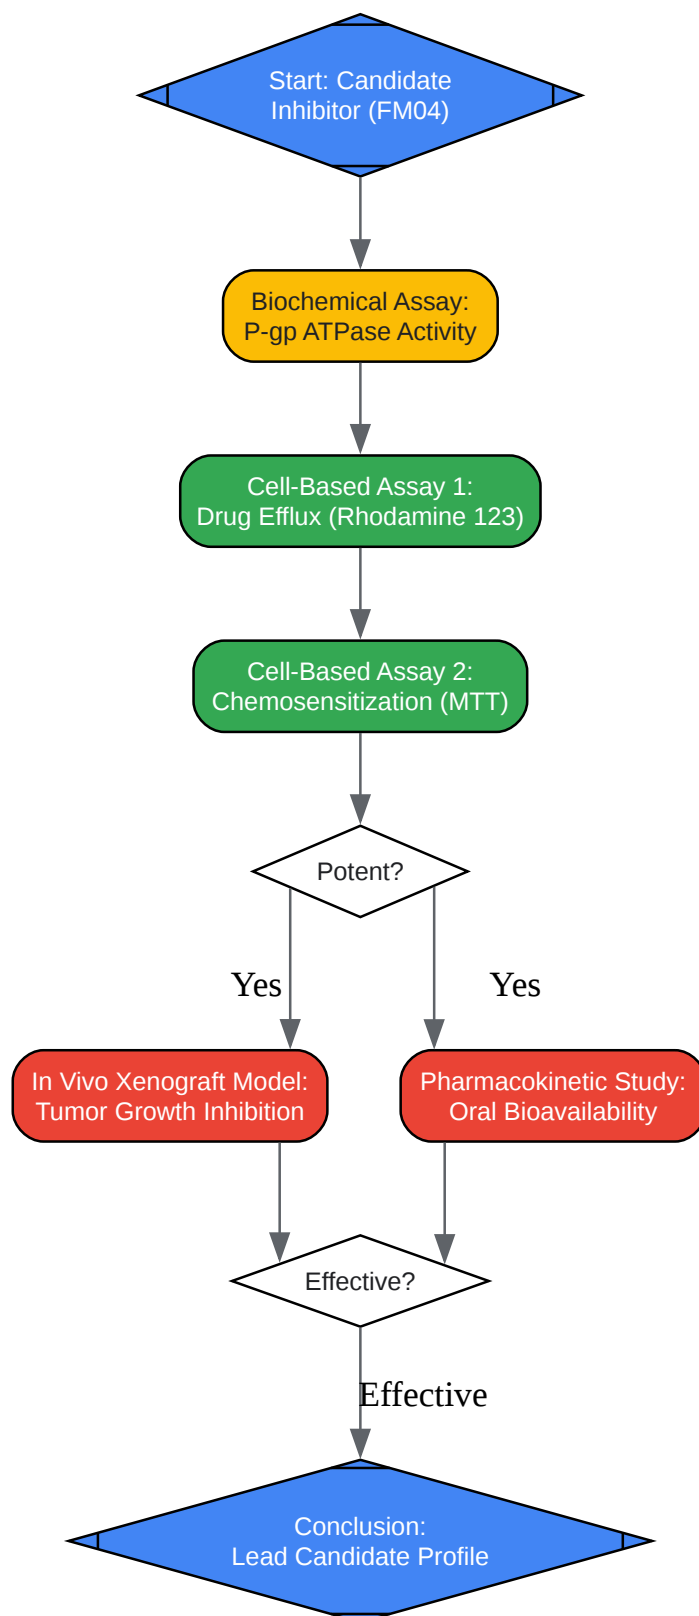 Start: Candidate
Inhibitor (FM04)
Biochemical Assay:
P-gp ATPase Activity
Cell-Based Assay 1:
Drug Efflux (Rhodamine 123)
Cell-Based Assay 2:
Chemosensitization (MTT)
Potent?
Yes
Yes
In Vivo Xenograft Model:
Tumor Growth Inhibition
Pharmacokinetic Study:
Oral Bioavailability
Effective?
Effective
Conclusion:
Lead Candidate Profile